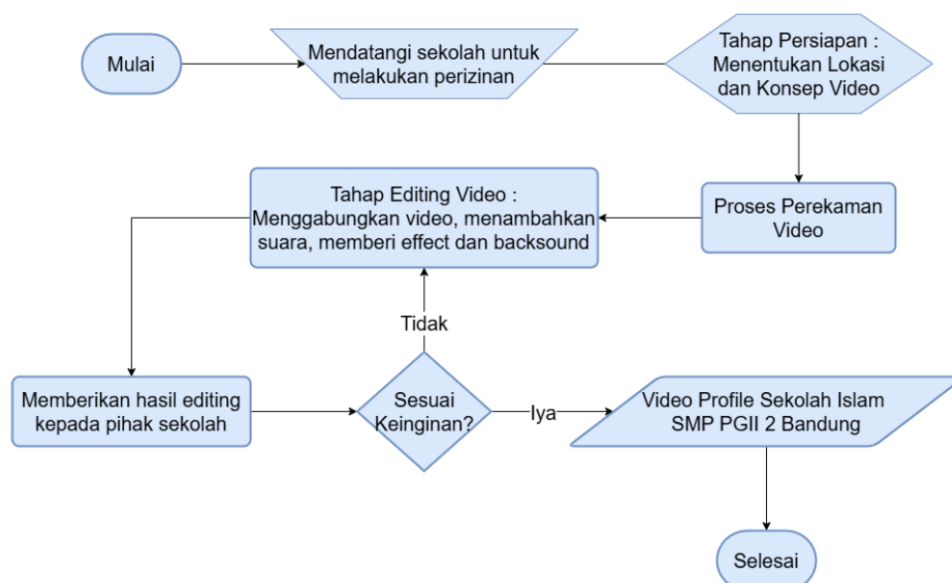 Mulai
Mendatangi sekolah untuk
melakukan perizinan
Tahap Persiapan :
Menentukan Lokasi
dan Konsep Video
Proses Perekaman
Video
Tahap Editing Video :
Menggabungkan video, menambahkan
suara, memberi effect dan backsound
Memberikan hasil editing
kepada pihak sekolah
Sesuai
Keinginan?
Tidak
Iya
Video Profile Sekolah Islam
SMP PGII 2 Bandung
Selesai